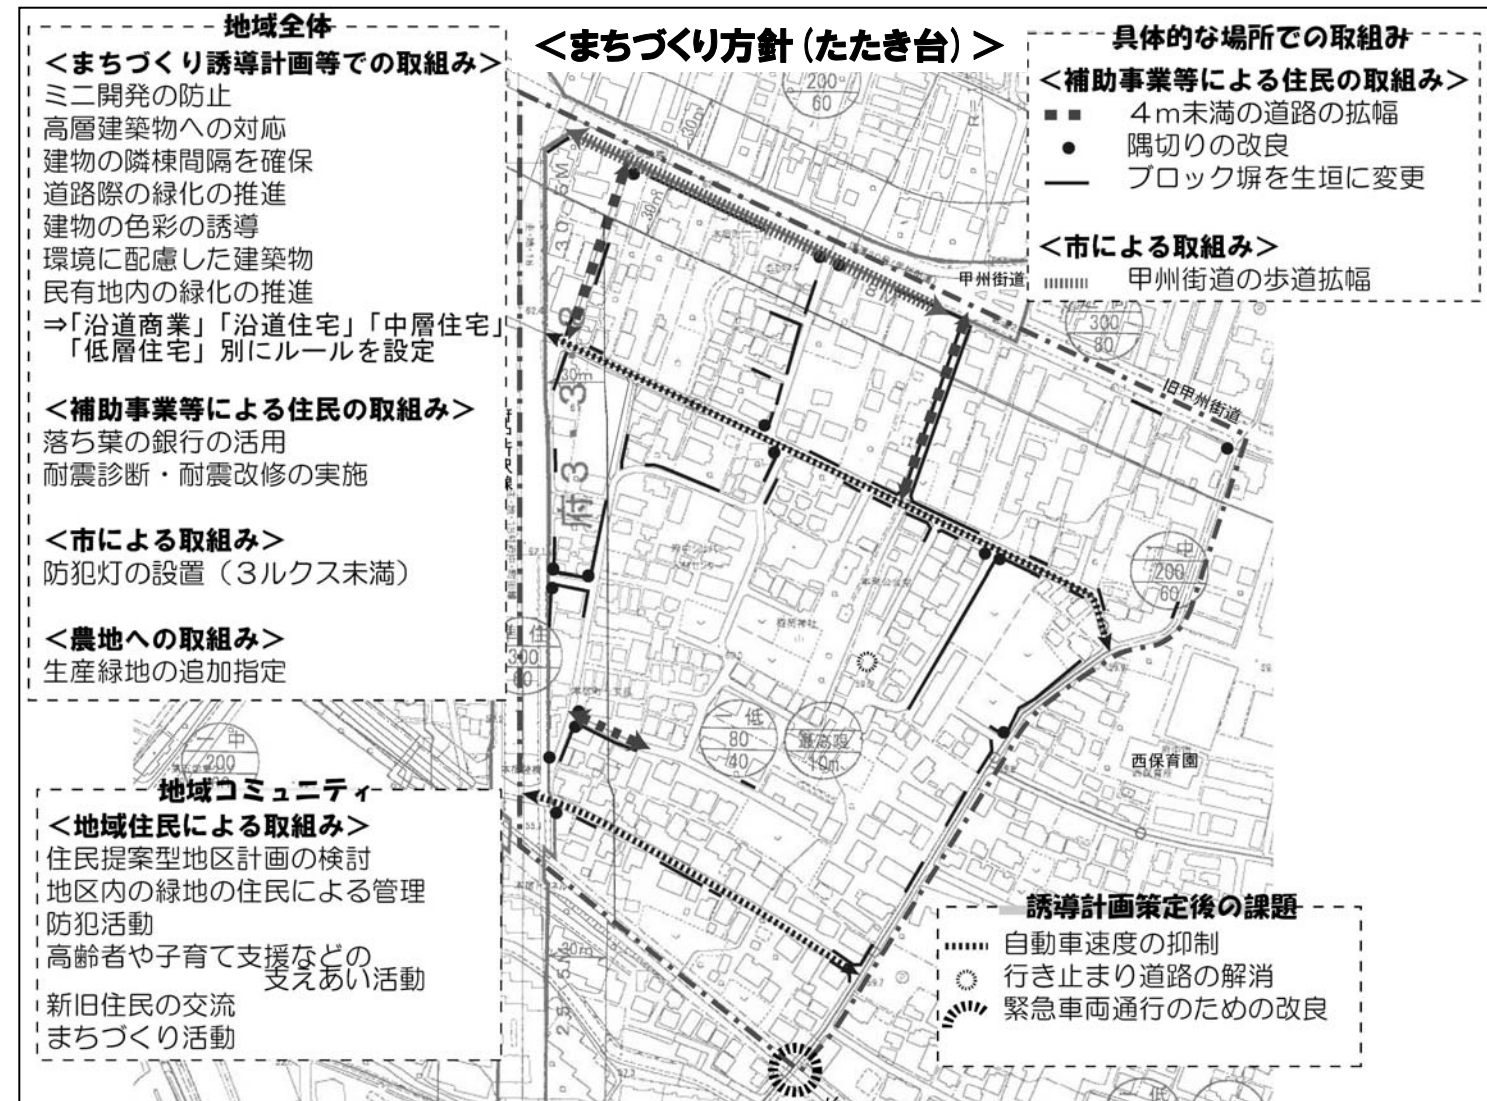 ＜まちづくり方針（たたき台）＞
地域全体
＜まちづくり誘導計画等での取組み＞
ミニ開発の防止
高層建築物への対応
建物の隣棟間隔を確保
道路際の緑化の推進
建物の色彩の誘導
環境に配慮した建築物
民有地内の緑化の推進
⇒「沿道商業」「沿道住宅」「中層住宅」
「低層住宅」別にルールを設定
＜補助事業等による住民の取組み＞
落ち葉の銀行の活用
耐震診断・耐震改修の実施
＜市による取組み＞
防犯灯の設置（３ルクス未満）
＜農地への取組み＞
生産緑地の追加指定
地域コミュニティ
＜地域住民による取組み＞
住民提案型地区計画の検討
地区内の緑地の住民による管理
防犯活動
高齢者や子育て支援などの
支えあい活動
新旧住民の交流
まちづくり活動
具体的な場所での取組み
＜補助事業等による住民の取組み＞
４ｍ未満の道路の拡幅
隅切りの改良
ブロック塀を生垣に変更
＜市による取組み＞
甲州街道の歩道拡幅
誘導計画策定後の課題
自動車速度の抑制
行き止まり道路の解消
緊急車両通行のための改良
甲州街道
旧甲州街道
西保育園
200
60
30m
30m
300
80
30m
府3・3・8
中
200
60
住
300
60
一低
80
40
最高限
10m
一中
200
30m
25.5M